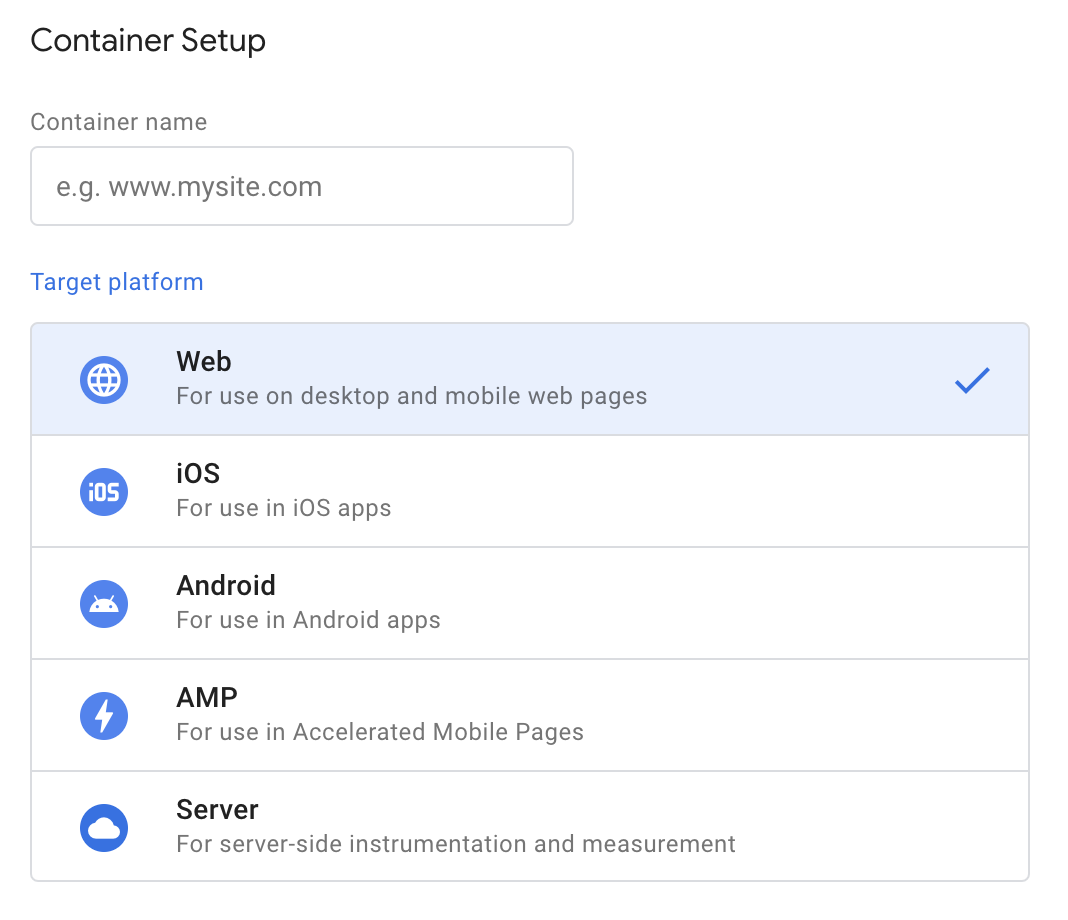 Container Setup
Container name
e.g. www.mysite.com
Target platform
Web
For use on desktop and mobile web pages
iOS
iOS
For use in iOS apps
Android
For use in Android apps
AMP
For use in Accelerated Mobile Pages
Server
For server-side instrumentation and measurement